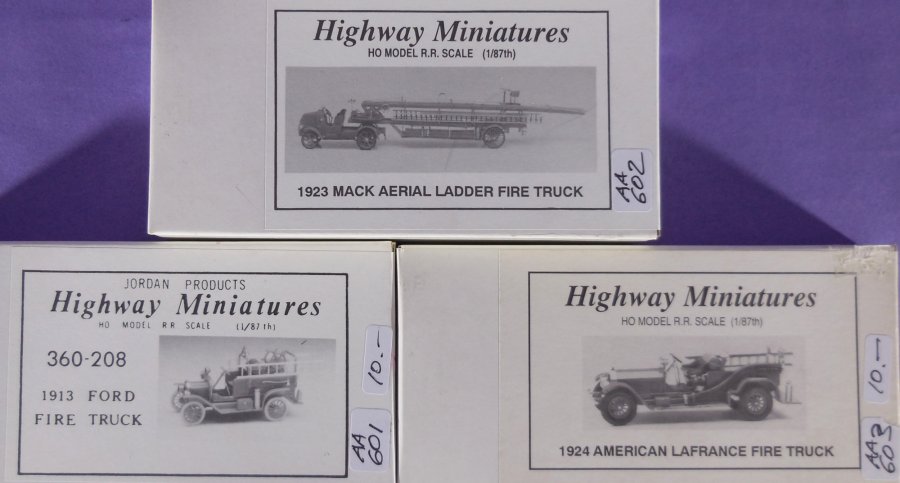 Highway Miniatures
HO MODEL R.R. SCALE (1/87th)
1923 MACK AERIAL LADDER FIRE TRUCK
AA
602
JORDAN PRODUCTS
Highway Miniatures
HO MODEL R.R. SCALE (1/87th)
360-208
1913 FORD
FIRE TRUCK
10.-
AA
601
Highway Miniatures
HO MODEL R.R. SCALE (1/87th)
1924 AMERICAN LAFRANCE FIRE TRUCK
10.-
AA
603